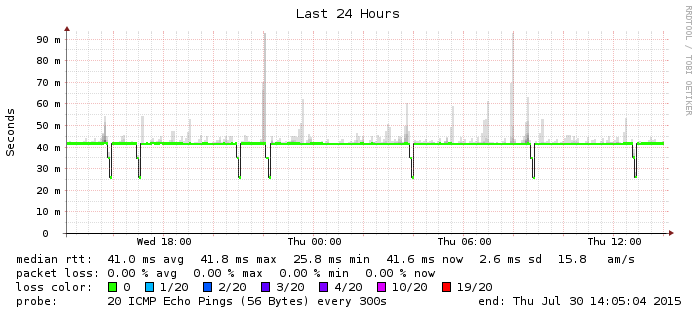 Last 24 Hours
RRDTOOL / TOBI OETIKER
Seconds
90 m
80 m
70 m
60 m
50 m
40 m
30 m
20 m
10 m
0
Wed 18:00 Thu 00:00 Thu 06:00 Thu 12:00
median rtt: 41.0 ms avg 41.8 ms max 25.8 ms min 41.6 ms now 2.6 ms sd 15.8 am/s
packet loss: 0.00 % avg 0.00 % max 0.00 % min 0.00 % now
loss color: 0 1/20 2/20 3/20 4/20 10/20 19/20
probe: 20 ICMP Echo Pings (56 Bytes) every 300s end: Thu Jul 30 14:05:04 2015